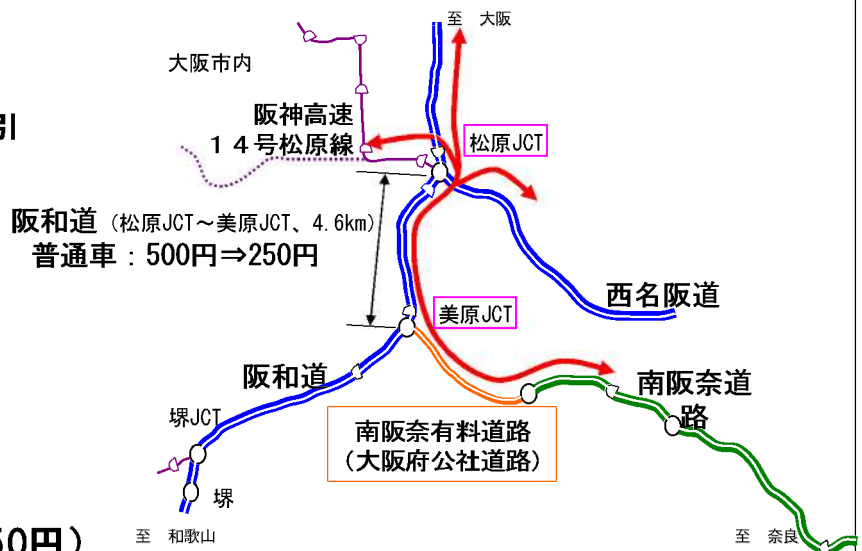 至 大阪
大阪市内
引
阪神高速
１４号松原線
松原JCT
阪和道（松原JCT～美原JCT、4.6km）
普通車：500円⇒250円
西名阪道
美原JCT
阪和道
南阪奈道
路
堺JCT
南阪奈有料道路
（大阪府公社道路）
堺
50円）
至 和歌山
至 奈良